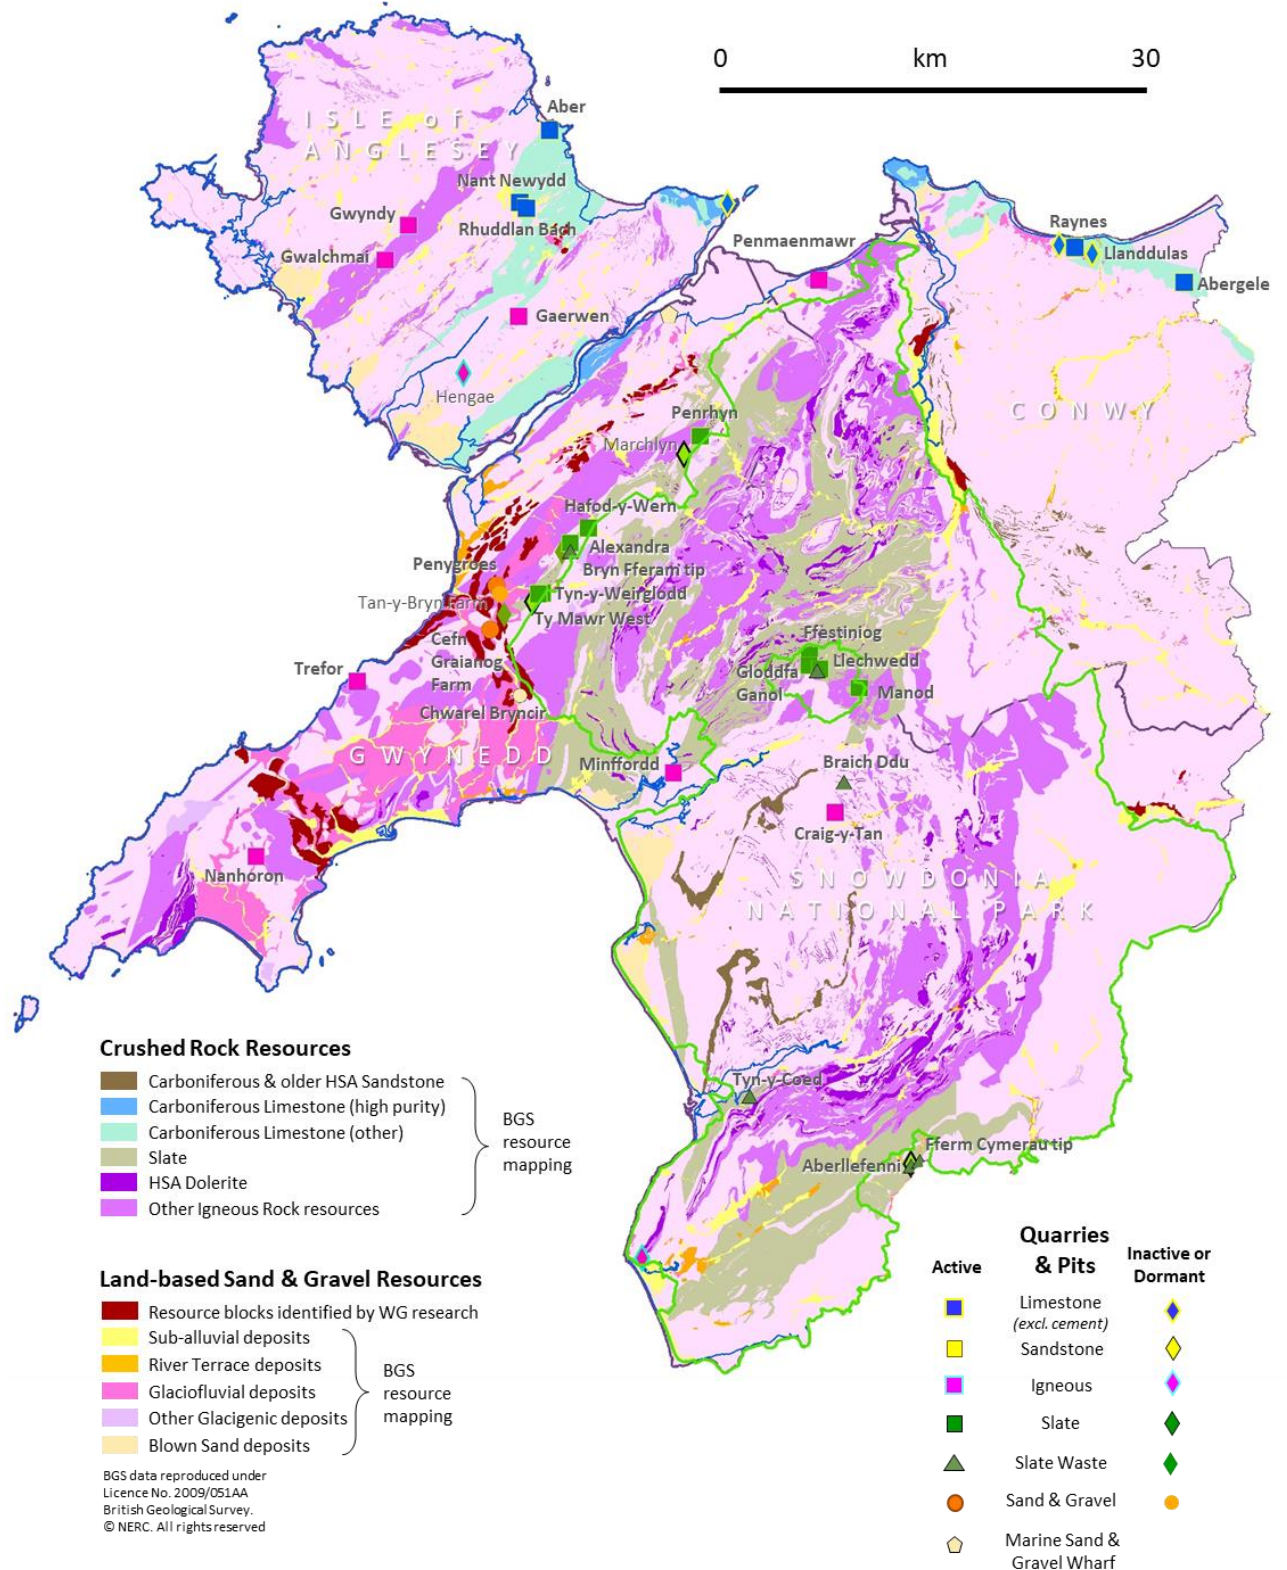 0 km 30
Aber
ISLE of
ANGLESEY
Nant Newydd
Gwyndy
Rhuddlan Bach
Gwalchmai
Penmaenmawr
Raynes
Llanddulas
Abergele
Gaerwen
Hengae
CONWY
Penrhyn
Marchlyn
Hafod-y-Wern
Alexandra
Bryn Fferam tip
Penygroes
Tyn-y-Weirglodd
Tan-y-Bryn Farm
Ty Mawr West
Cefn
Graianog
Farm
Ffestiniog
Llechwedd
Gloddfa
Ganol
Manod
Trefor
Chwarel Bryncir
GWYNEDD
Minffordd
Braich Ddu
Craig-y-Tan
Nanhoron
SNOWDONIA
NATIONAL PARK
Tyn-y-Coed
Fferm Cymerau tip
Aberllefenni
Crushed Rock Resources
Carboniferous & older HSA Sandstone
Carboniferous Limestone (high purity)
Carboniferous Limestone (other)
Slate
HSA Dolerite
Other Igneous Rock resources
BGS
resource
mapping
Land-based Sand & Gravel Resources
Resource blocks identified by WG research
Sub-alluvial deposits
River Terrace deposits
Glaciofluvial deposits
Other Glacigenic deposits
Blown Sand deposits
BGS
resource
mapping
BGS data reproduced under
Licence No. 2009/051AA
British Geological Survey.
© NERC. All rights reserved
Quarries
& Pits
Active
Inactive or
Dormant
Limestone
(excl. cement)
Sandstone
Igneous
Slate
Slate Waste
Sand & Gravel
Marine Sand &
Gravel Wharf